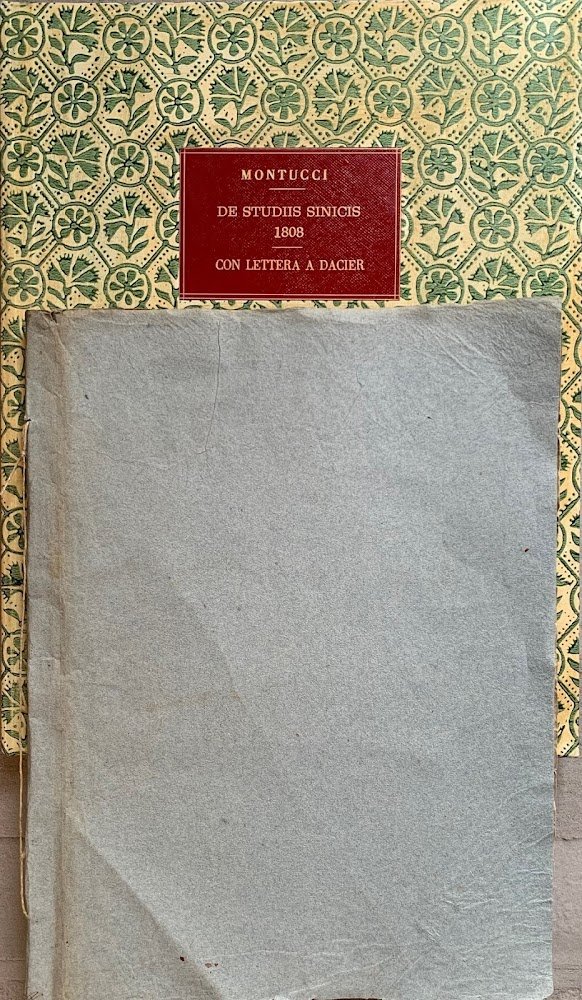 MONTUCCI
DE STUDIIS SINICIS
1808
CON LETTERA A DACIER